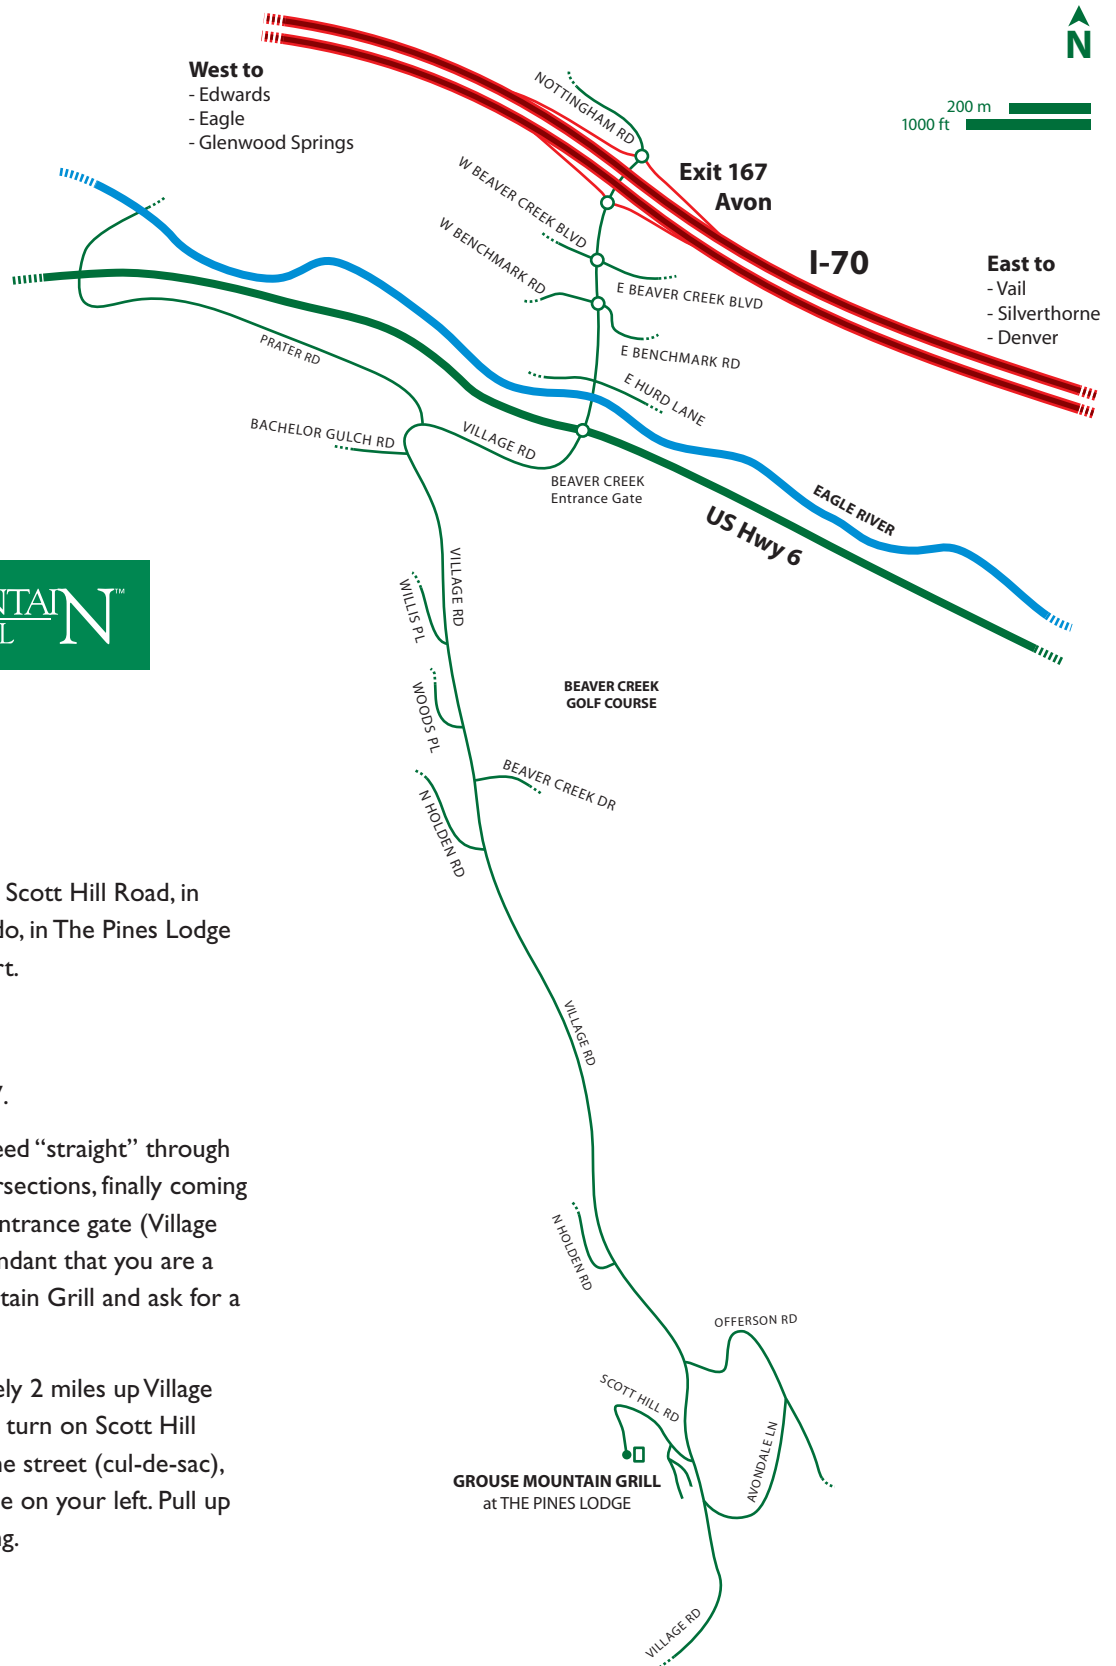 N
200 m
1000 ft
West to
- Edwards
- Eagle
- Glenwood Springs
NOTTINGHAM RD
Exit 167
Avon
W BEAVER CREEK BLVD
I-70
W BENCHMARK RD
East to
- Vail
- Silverthorne
- Denver
E BEAVER CREEK BLVD
E BENCHMARK RD
PRATER RD
E HURD LANE
BACHELOR GULCH RD
VILLAGE RD
BEAVER CREEK
Entrance Gate
EAGLE RIVER
US Hwy 6
VILLAGE RD
WILLIS PL
NTAIN™
L
WOODS PL
BEAVER CREEK
GOLF COURSE
BEAVER CREEK DR
N HOLDEN RD
Scott Hill Road, in
do, in The Pines Lodge
rt.
VILLAGE RD
7.
eed “straight” through
rsections, finally coming
ntrance gate (Village
ndant that you are a
tain Grill and ask for a
N HOLDEN RD
OFFERSON RD
ely 2 miles up Village
turn on Scott Hill
ne street (cul-de-sac),
e on your left. Pull up
ng.
SCOTT HILL RD
AVONDALE LN
GROUSE MOUNTAIN GRILL
at THE PINES LODGE
VILLAGE RD